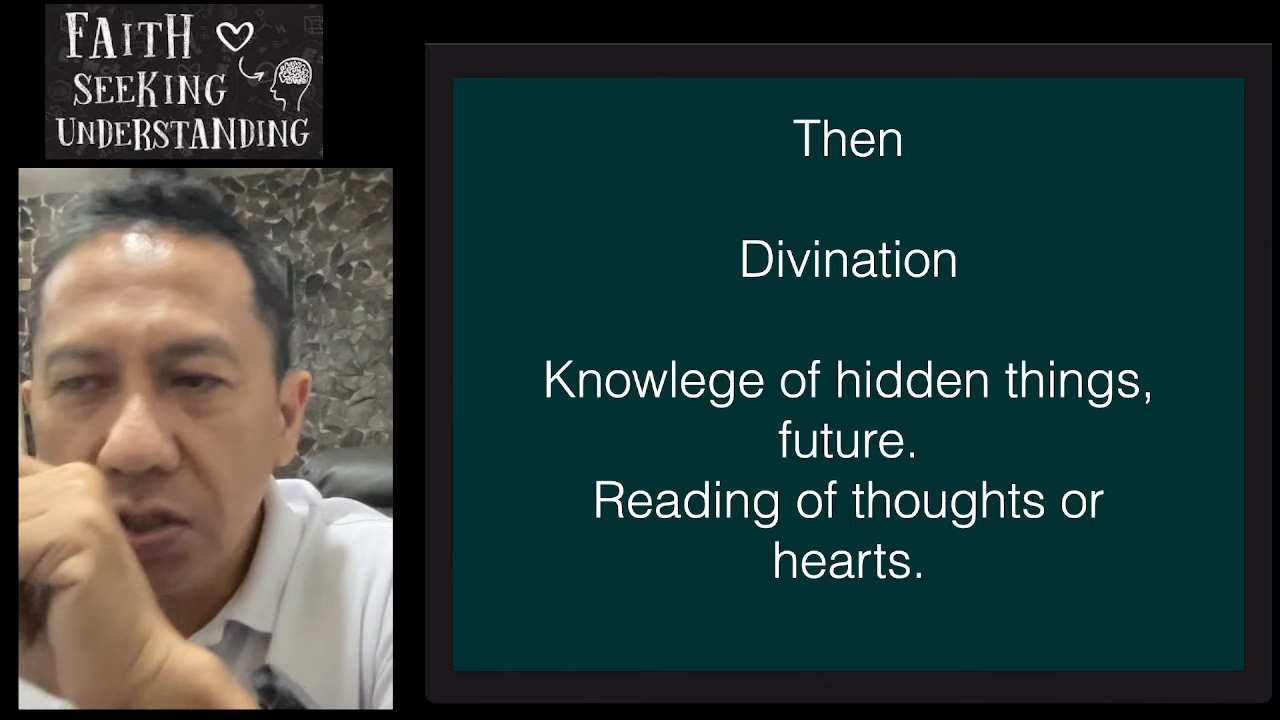 FAITH
SEEKING
UNDERSTANDING
Then
Divination
Knowlege of hidden things,
future.
Reading of thoughts or
hearts.